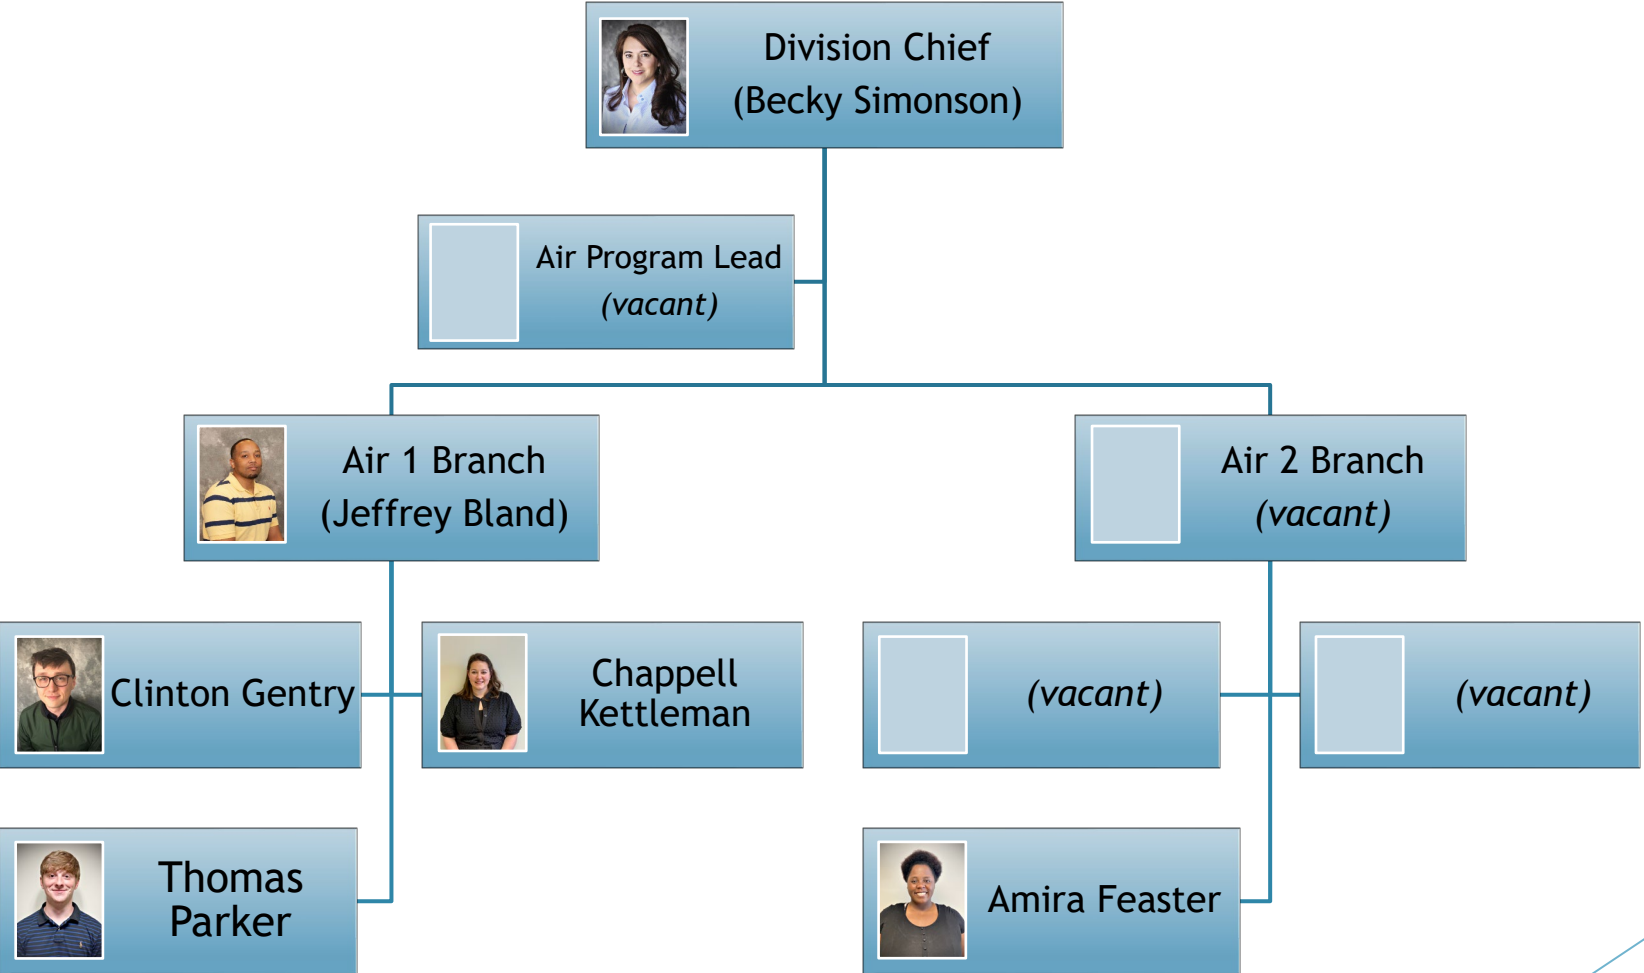 Division Chief
(Becky Simonson)
Air Program Lead
(vacant)
Air 1 Branch
(Jeffrey Bland)
Air 2 Branch
(vacant)
Clinton Gentry
Chappell
Kettleman
(vacant)
(vacant)
Thomas
Parker
Amira Feaster